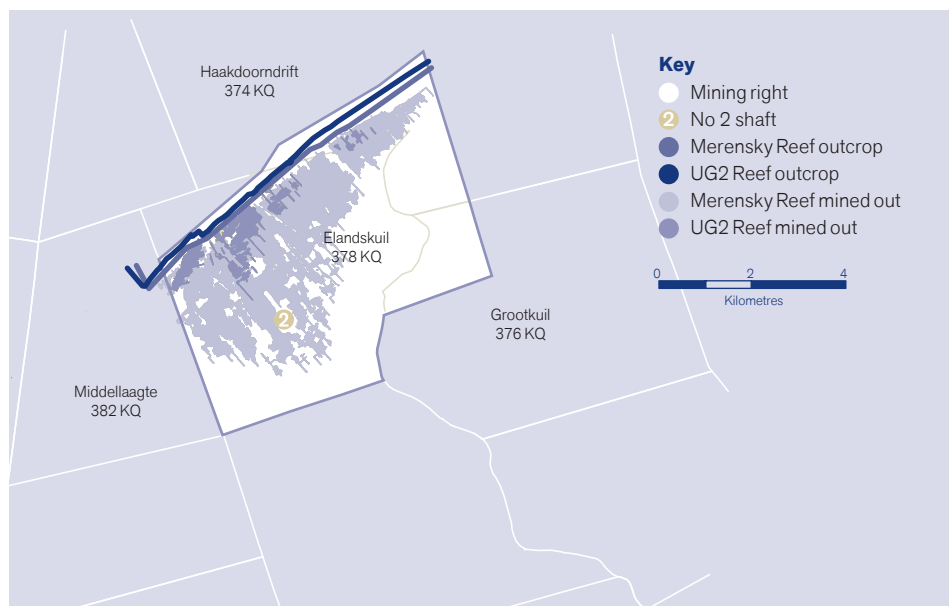 Haakdoorndrift
374 KQ
Elandskuil
378 KQ
2
Grootkuil
376 KQ
Middellaagte
382 KQ
Key
Mining right
2 No 2 shaft
Merensky Reef outcrop
UG2 Reef outcrop
Merensky Reef mined out
UG2 Reef mined out
0 2 4
Kilometres